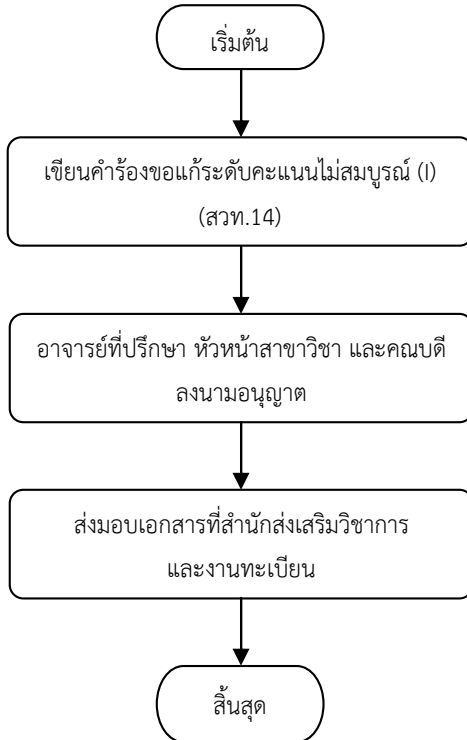 เริ่มต้น
เขียนคำร้องขอแก้ระดับคะแนนไม่สมบูรณ์ (I)
(สวท.14)
อาจารย์ที่ปรึกษา หัวหน้าสาขาวิชา และคณบดี
ลงนามอนุญาต
ส่งมอบเอกสารที่สำนักส่งเสริมวิชาการ
และงานทะเบียน
สิ้นสุด